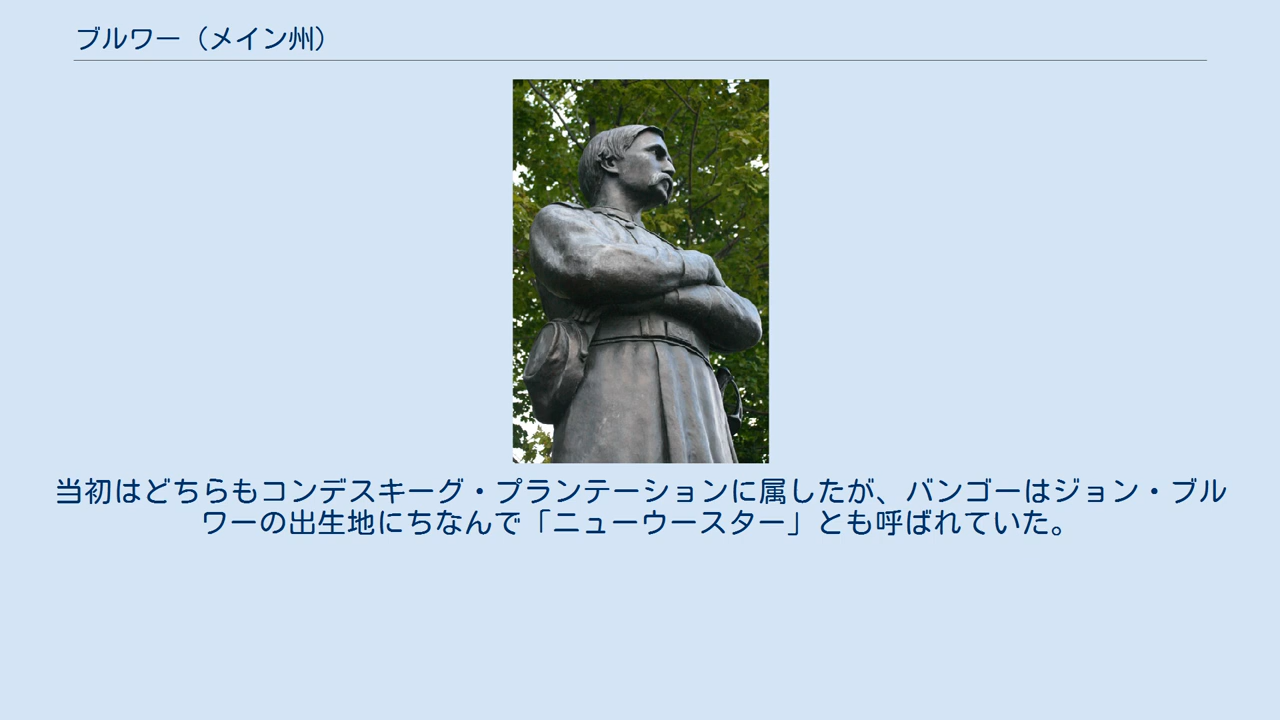 ブルワー（メイン州）
当初はどちらもコンデスキーグ・プランテーションに属したが、バンゴーはジョン・ブル
ワーの出生地にちなんで「ニューウースター」とも呼ばれていた。